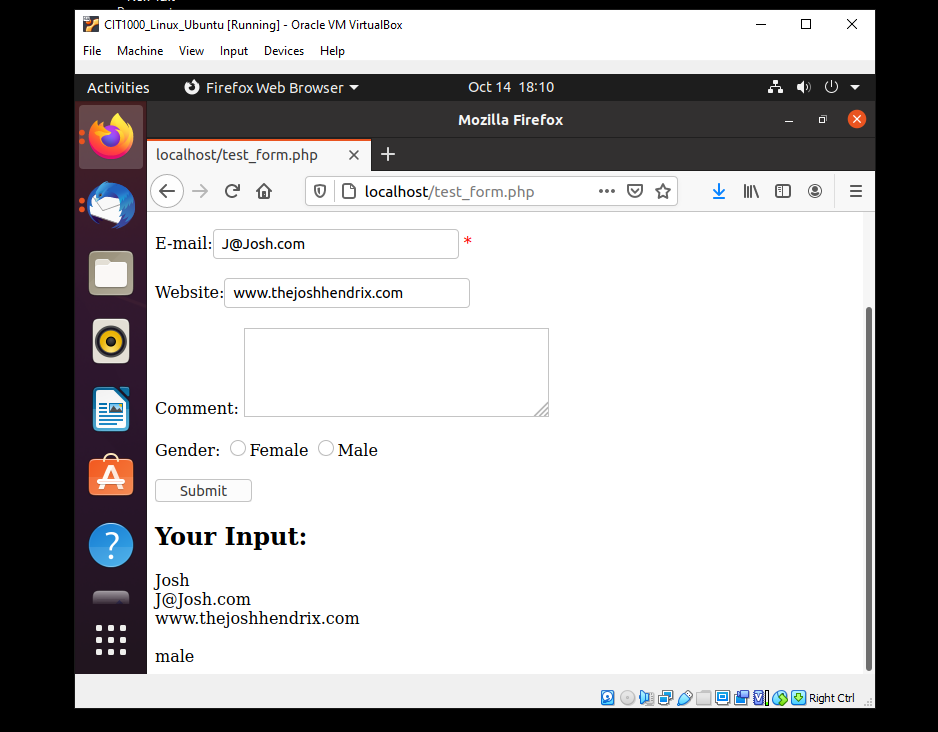 CIT1000_Linux_Ubuntu [Running] - Oracle VM VirtualBox
File Machine View Input Devices Help
Activities Firefox Web Browser Oct 14 18:10
Mozilla Firefox
localhost/test_form.php
localhost/test_form.php
E-mail: J@Josh.com *
Website: www.thejoshhendrix.com
Comment:
Gender: Female Male
Submit
Your Input:
Josh
J@Josh.com
www.thejoshhendrix.com
male
Right Ctrl